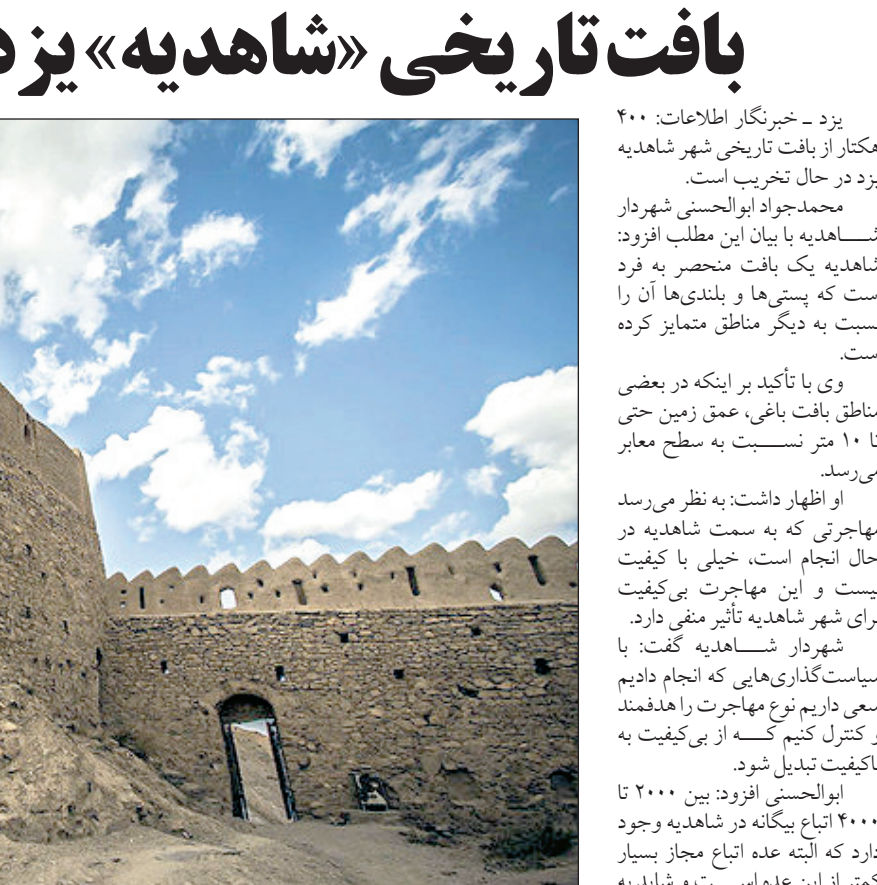 بافت تاریخی «شاهدیه» یزد
یزد ـ خبرنگار اطلاعات: ۴۰۰
هکتار از بافت تاریخی شهر شاهدیه
یزد در حال تخریب است.
محمدجواد ابوالحسنی شهردار
شاهدیه با بیان این مطلب افزود:
شاهدیه یک بافت منحصر به فرد
است که پستی‌ها و بلندی‌ها آن را
نسبت به دیگر مناطق متمایز کرده
است.
وی با تأکید بر اینکه در بعضی
مناطق بافت باغی، عمق زمین حتی
تا ۱۰ متر نسبت به سطح معابر
می‌رسد.
او اظهار داشت: به نظر می‌رسد
مهاجرتی که به سمت شاهدیه در
حال انجام است، خیلی با کیفیت
نیست و این مهاجرت بی‌کیفیت
برای شهر شاهدیه تأثیر منفی دارد.
شهردار شاهدیه گفت: با
سیاست‌گذاری‌هایی که انجام دادیم
سعی داریم نوع مهاجرت را هدفمند
و کنترل کنیم که از بی‌کیفیت به
باکیفیت تبدیل شود.
ابوالحسنی افزود: بین ۲۰۰۰ تا
۴۰۰۰ اتباع بیگانه در شاهدیه وجود
دارد که البته عده اتباع مجاز بسیار
کمتر از این عده است و شاید به